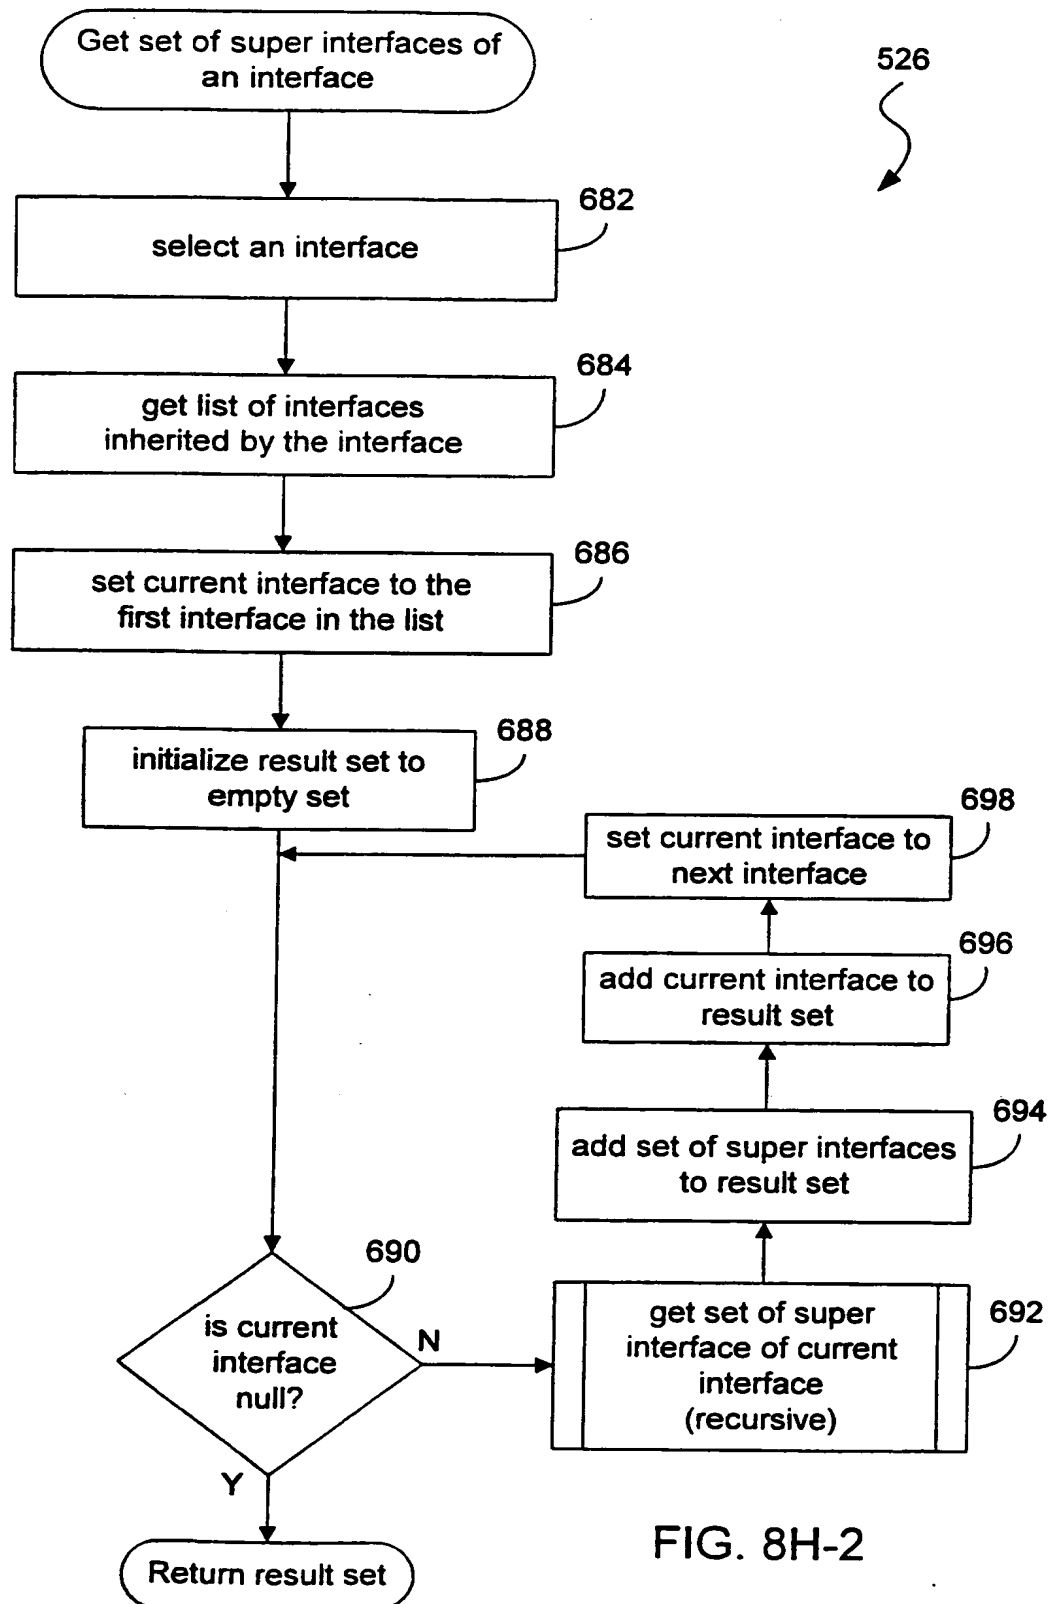 Get set of super interfaces of
an interface
526
682
select an interface
684
get list of interfaces
inherited by the interface
686
set current interface to the
first interface in the list
688
initialize result set to
empty set
698
set current interface to
next interface
696
add current interface to
result set
694
add set of super interfaces
to result set
690
is current
interface
null?
N
692
get set of super
interface of current
interface
(recursive)
Y
Return result set
FIG. 8H-2